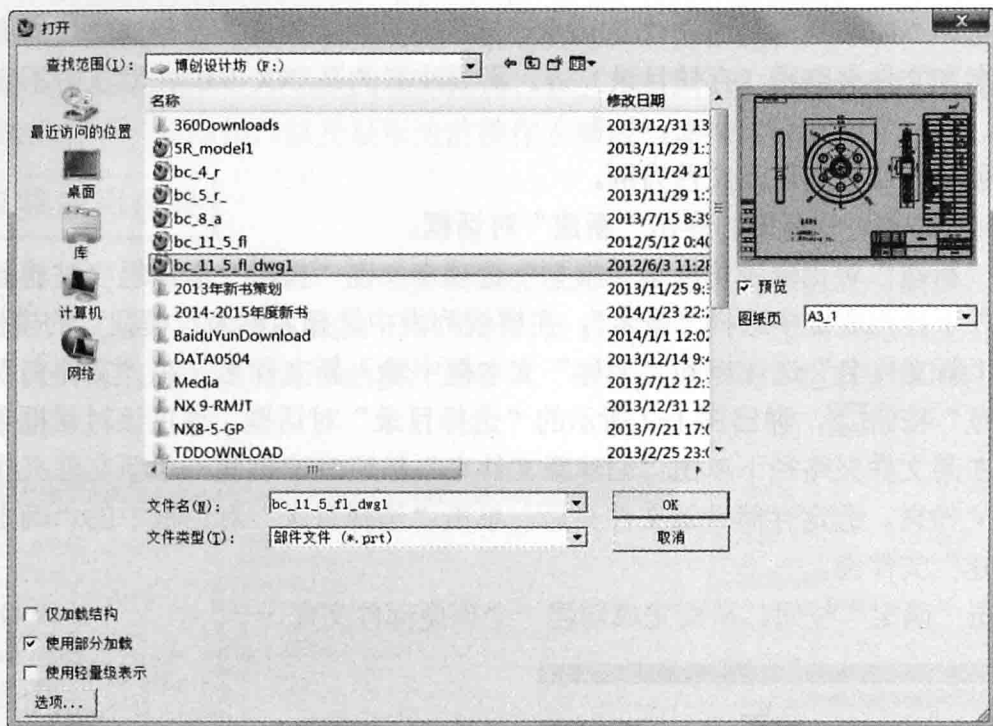 打开
查找范围(I): 博创设计坊 (F:)
名称 修改日期
最近访问的位置
桌面
库
计算机
网络
360Downloads 2013/12/31 13
5R_model1 2013/11/29 1:
bc_4_r 2013/11/24 21
bc_5_r_ 2013/11/29 1:
bc_8_a 2013/7/15 8:39
bc_11_5_fl 2012/5/12 0:40
bc_11_5_fl_dwg1 2012/6/3 11:28
2013年新书策划 2013/11/25 9:
2014-2015年度新书 2014/1/23 22:
BaiduYunDownload 2014/1/1 12:02
DATA0504 2013/12/14 9:4
Media 2013/7/12 12:
NX 9-RMJT 2013/12/31 13
NX8-5-GP 2013/7/21 17:
TDDOWNLOAD 2013/2/25 23:
预览
图纸页 A3_1
文件名(N): bc_11_5_fl_dwg1 OK
文件类型(T): 部件文件 (*.prt) 取消
仅加载结构
使用部分加载
使用轻量级表示
选项...